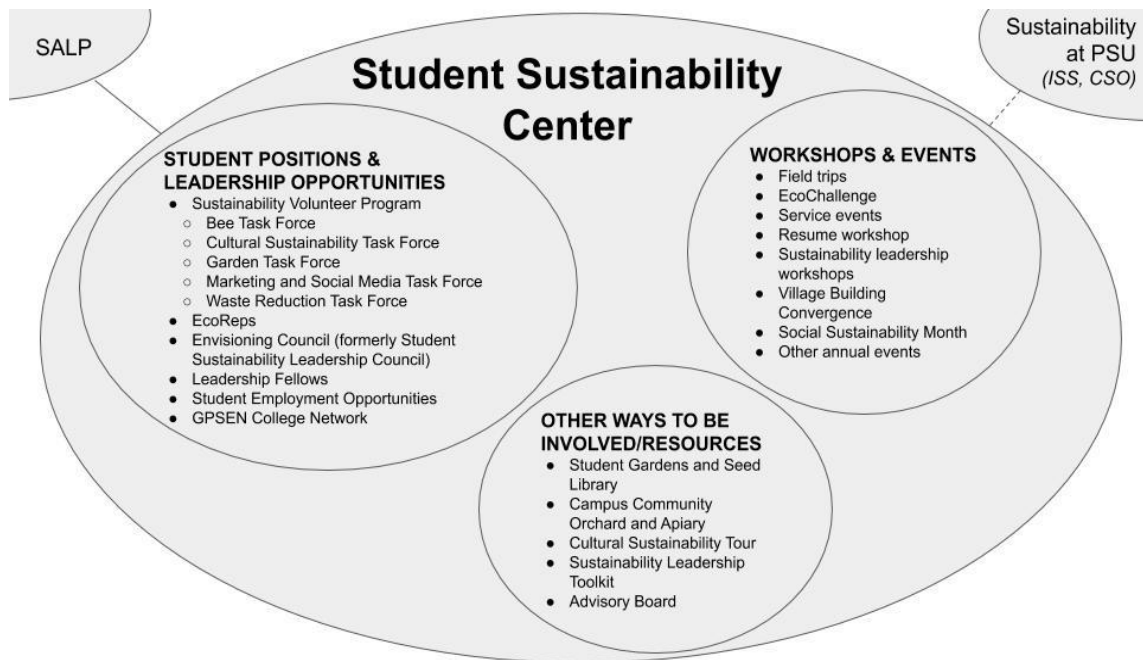 SALP
Sustainability
at PSU
(ISS, CSO)
Student Sustainability
Center
STUDENT POSITIONS &
LEADERSHIP OPPORTUNITIES
● Sustainability Volunteer Program
○ Bee Task Force
○ Cultural Sustainability Task Force
○ Garden Task Force
○ Marketing and Social Media Task Force
○ Waste Reduction Task Force
● EcoReps
● Envisioning Council (formerly Student
Sustainability Leadership Council)
● Leadership Fellows
● Student Employment Opportunities
● GPSEN College Network
WORKSHOPS & EVENTS
● Field trips
● EcoChallenge
● Service events
● Resume workshop
● Sustainability leadership
workshops
● Village Building
Convergence
● Social Sustainability Month
● Other annual events
OTHER WAYS TO BE
INVOLVED/RESOURCES
● Student Gardens and Seed
Library
● Campus Community
Orchard and Apiary
● Cultural Sustainability Tour
● Sustainability Leadership
Toolkit
● Advisory Board